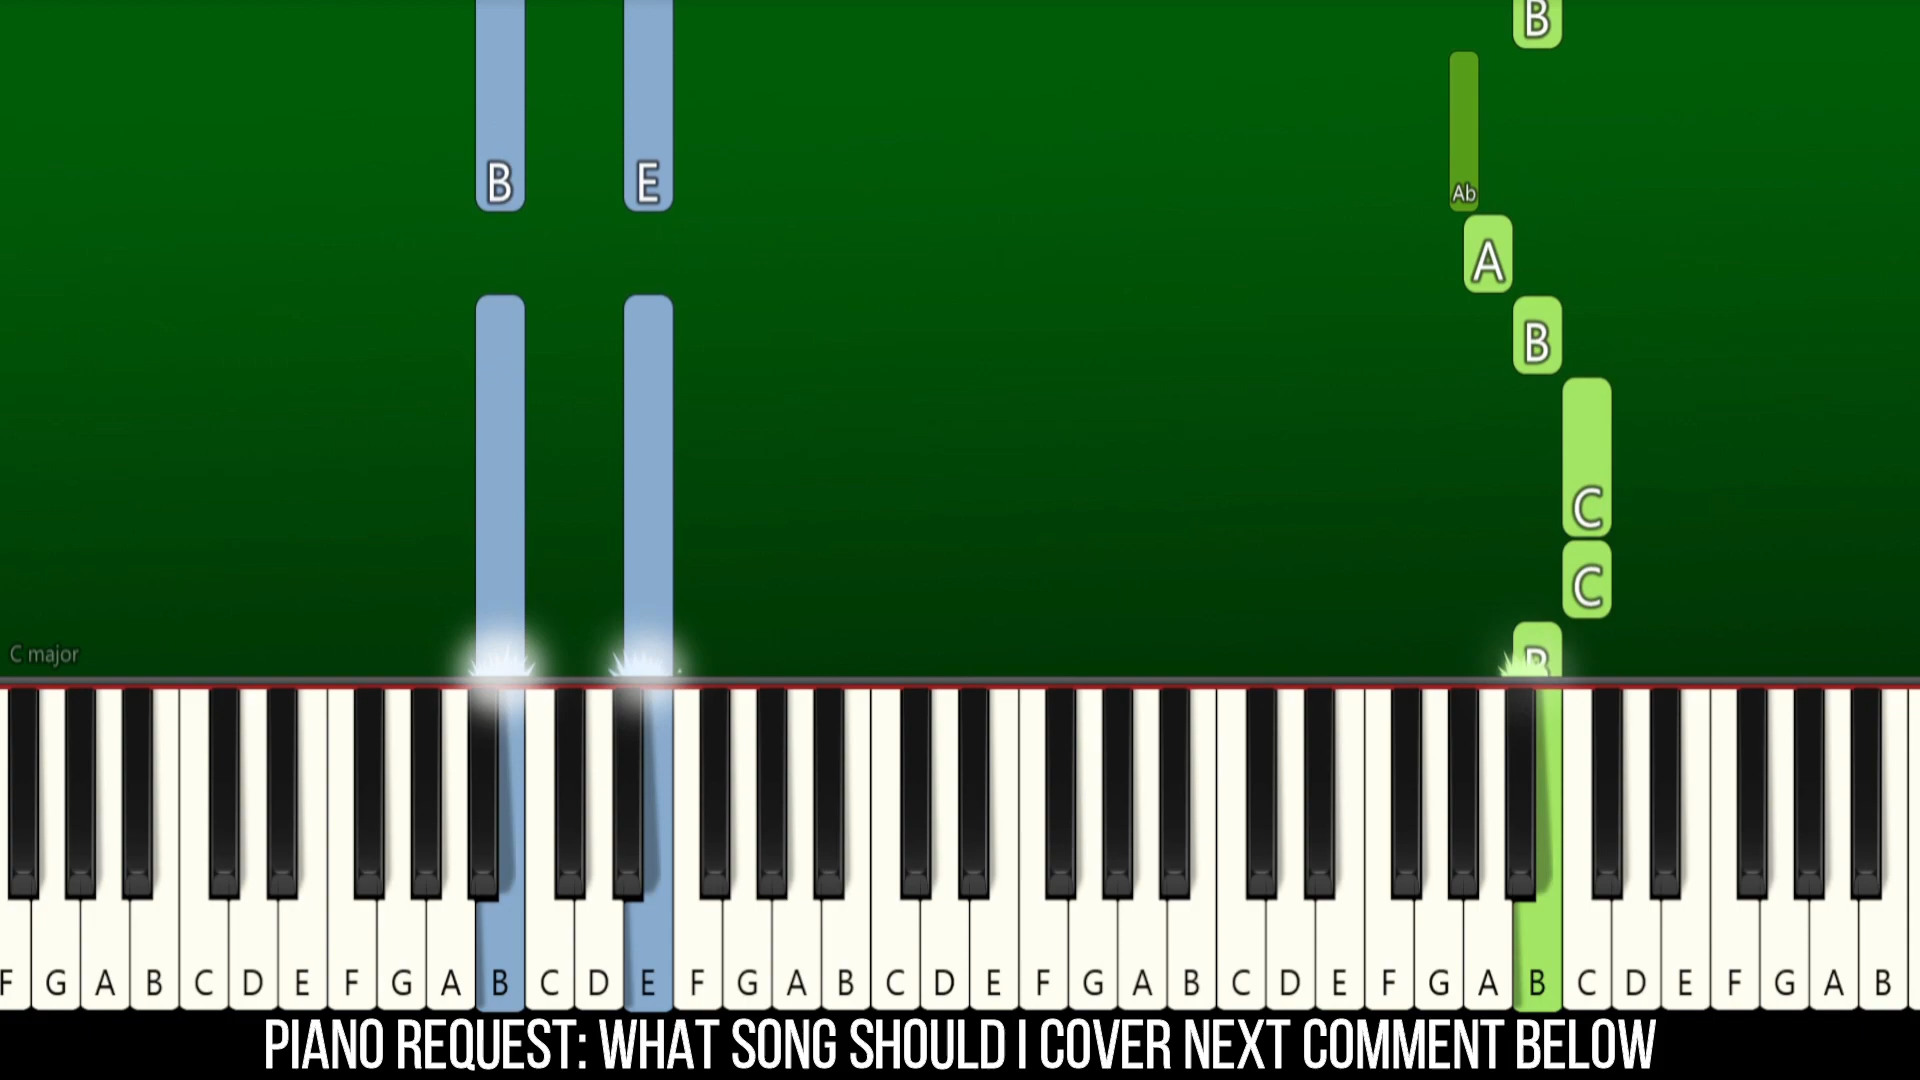 B
B E Ab
A
B
C
C
B
C major
F G A B C D E F G A B C D E F G A B C D E F G A B C D E F G A B C D E F G A B
PIANO REQUEST: WHAT SONG SHOULD I COVER NEXT COMMENT BELOW